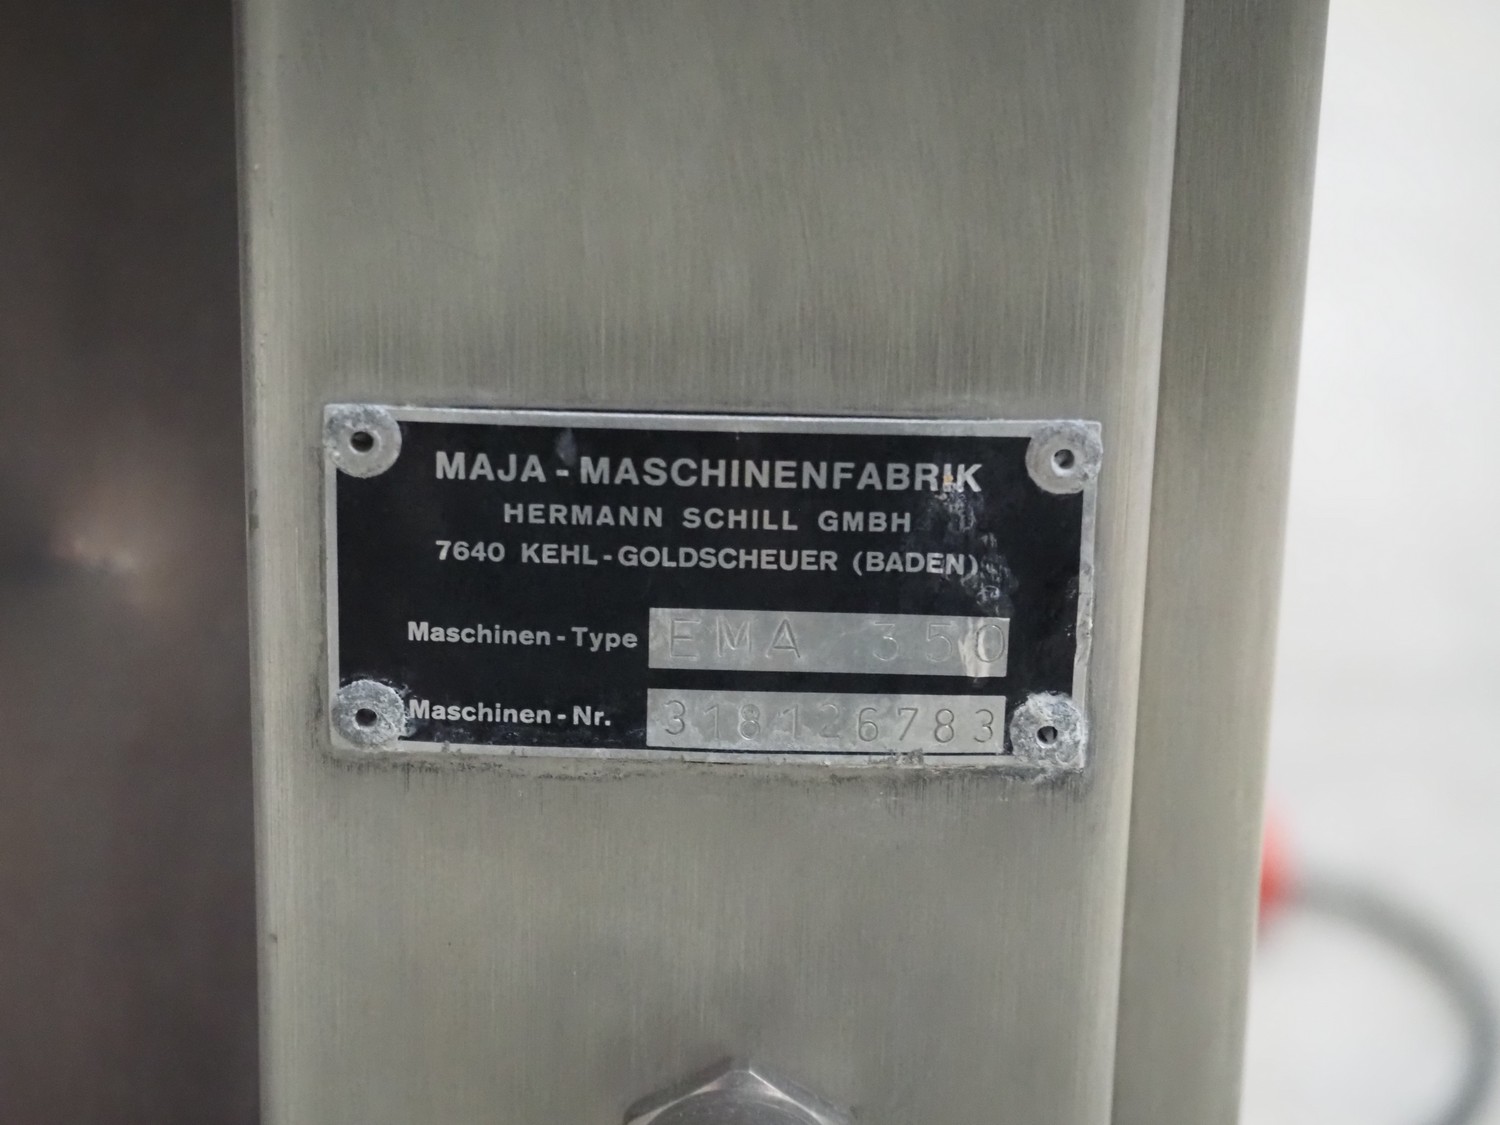 MAJA - MASCHINENFABRIK
HERMANN SCHILL GMBH
7640 KEHL - GOLDSCHEUER (BADEN)
Maschinen - Type EMA 350
Maschinen - Nr. 318126783